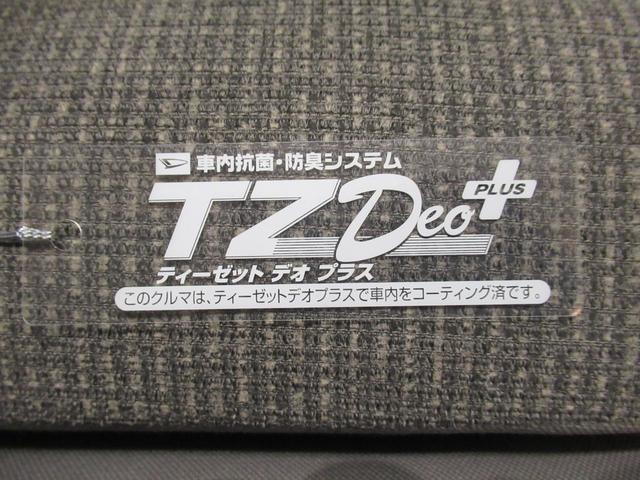 車内抗菌・防臭システム
TZ Deo PLUS
ティーゼット デオ プラス
このクルマは、ティーゼットデオプラスで車内をコーティング済です。